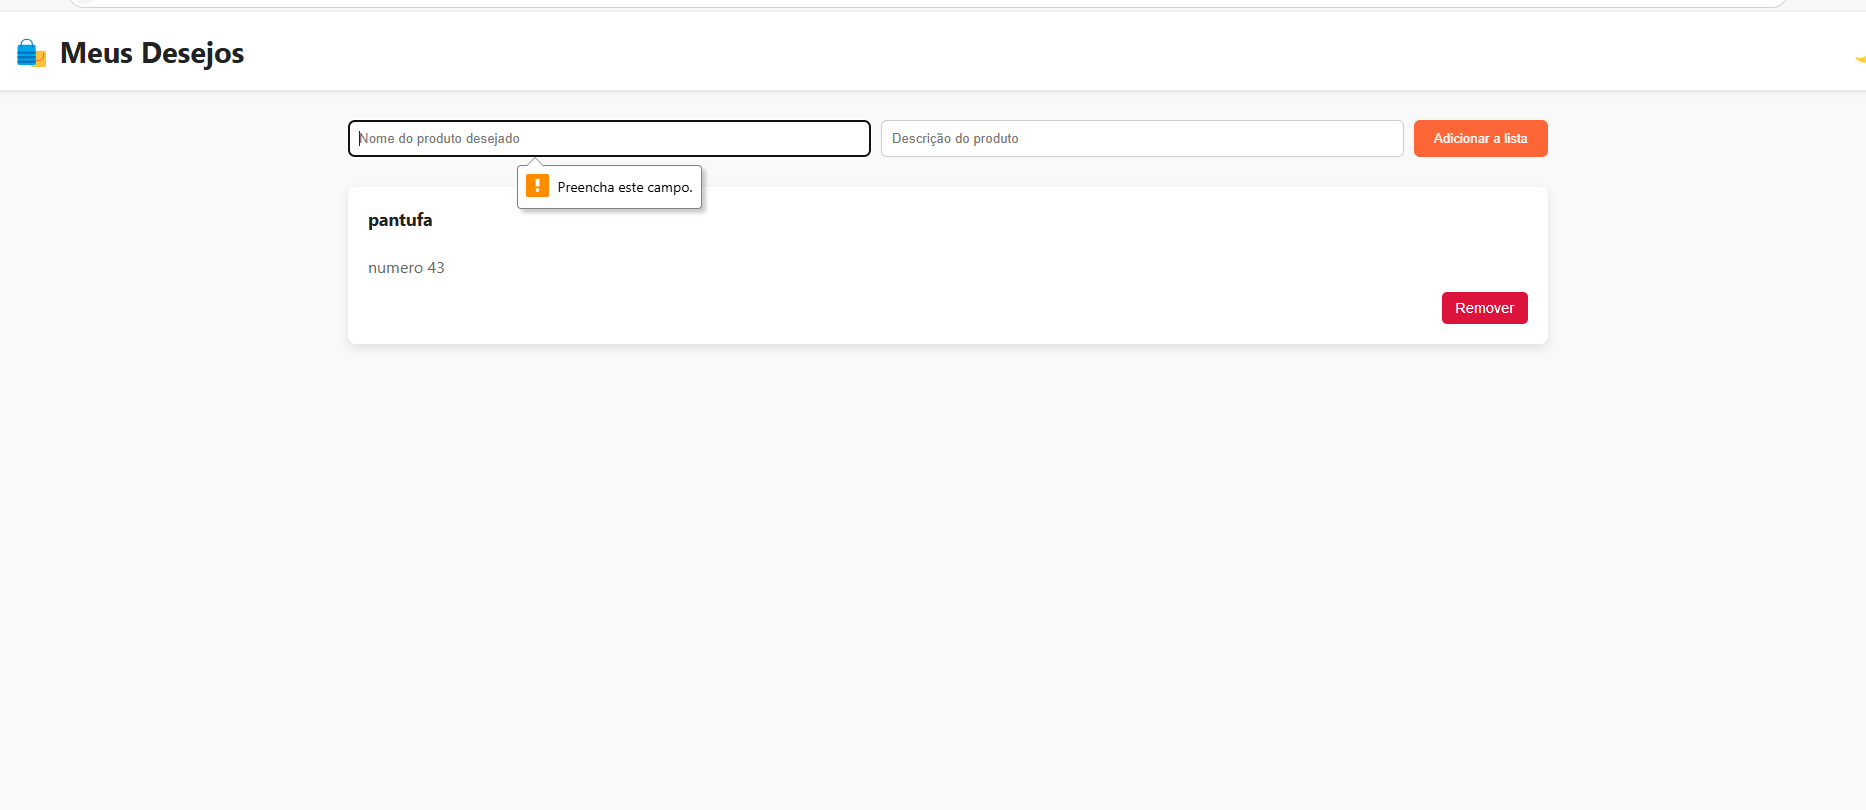 Meus Desejos
Nome do produto desejado
Descrição do produto
Adicionar a lista
Preencha este campo.
pantufa
numero 43
Remover